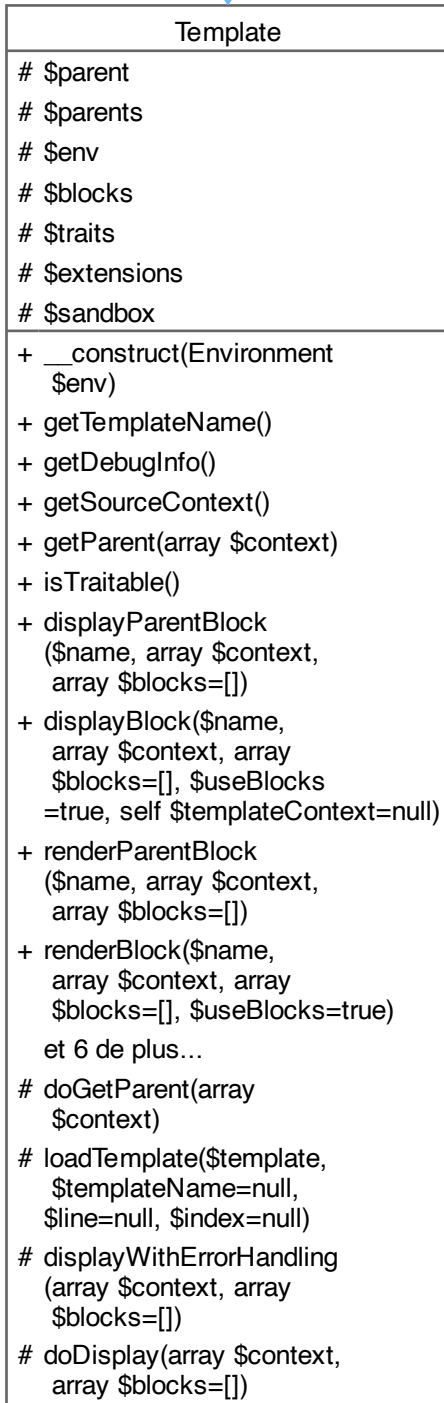 Template
# $parent
# $parents
# $env
# $blocks
# $traits
# $extensions
# $sandbox
+ __construct(Environment
$env)
+ getTemplateName()
+ getDebugInfo()
+ getSourceContext()
+ getParent(array $context)
+ isTraitable()
+ displayParentBlock
($name, array $context,
array $blocks=[])
+ displayBlock($name,
array $context, array
$blocks=[], $useBlocks
=true, self $templateContext=null)
+ renderParentBlock
($name, array $context,
array $blocks=[])
+ renderBlock($name,
array $context, array
$blocks=[], $useBlocks=true)
et 6 de plus...
# doGetParent(array
$context)
# loadTemplate($template,
$templateName=null,
$line=null, $index=null)
# displayWithErrorHandling
(array $context, array
$blocks=[])
# doDisplay(array $context,
array $blocks=[])